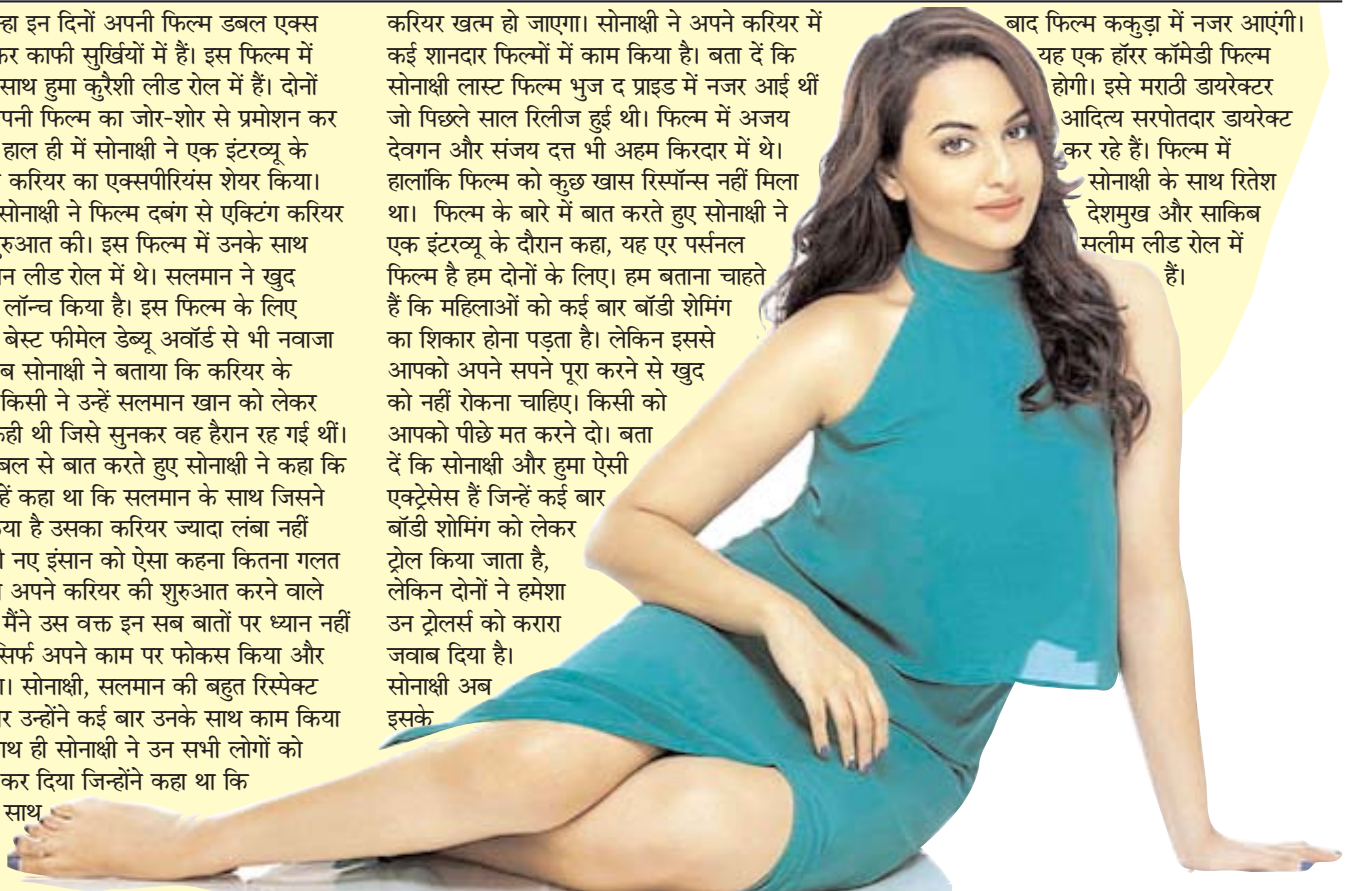 न्हा इन दिनों अपनी फिल्म डबल एक्स
कर काफी सुर्खियों में हैं। इस फिल्म में
साथ हुमा कुरैशी लीड रोल में हैं। दोनों
पनी फिल्म का जोर-शोर से प्रमोशन कर
हाल ही में सोनाक्षी ने एक इंटरव्यू के
करियर का एक्सपीरियंस शेयर किया।
सोनाक्षी ने फिल्म दबंग से एक्टिंग करियर
रुआत की। इस फिल्म में उनके साथ
न लीड रोल में थे। सलमान ने खुद
लॉन्च किया है। इस फिल्म के लिए
बेस्ट फीमेल डेब्यू अवॉर्ड से भी नवाजा
ब सोनाक्षी ने बताया कि करियर के
किसी ने उन्हें सलमान खान को लेकर
कही थी जिसे सुनकर वह हैरान रह गई थीं।
बल से बात करते हुए सोनाक्षी ने कहा कि
हें कहा था कि सलमान के साथ जिसने
या है उसका करियर ज्यादा लंबा नहीं
नए इंसान को ऐसा कहना कितना गलत
अपने करियर की शुरुआत करने वाले
मैंने उस वक्त इन सब बातों पर ध्यान नहीं
सिर्फ अपने काम पर फोकस किया और
ा। सोनाक्षी, सलमान की बहुत रिस्पेक्ट
र उन्होंने कई बार उनके साथ काम किया
ाथ ही सोनाक्षी ने उन सभी लोगों को
कर दिया जिन्होंने कहा था कि
साथ
करियर खत्म हो जाएगा। सोनाक्षी ने अपने करियर में
कई शानदार फिल्मों में काम किया है। बता दें कि
सोनाक्षी लास्ट फिल्म भुज द प्राइड में नजर आई थीं
जो पिछले साल रिलीज हुई थी। फिल्म में अजय
देवगन और संजय दत्त भी अहम किरदार में थे।
हालांकि फिल्म को कुछ खास रिस्पॉन्स नहीं मिला
था। फिल्म के बारे में बात करते हुए सोनाक्षी ने
एक इंटरव्यू के दौरान कहा, यह एर पर्सनल
फिल्म है हम दोनों के लिए। हम बताना चाहते
हैं कि महिलाओं को कई बार बॉडी शेमिंग
का शिकार होना पड़ता है। लेकिन इससे
आपको अपने सपने पूरा करने से खुद
को नहीं रोकना चाहिए। किसी को
आपको पीछे मत करने दो। बता
दें कि सोनाक्षी और हुमा ऐसी
एक्ट्रेसेस हैं जिन्हें कई बार
बॉडी शोमिंग को लेकर
ट्रोल किया जाता है,
लेकिन दोनों ने हमेशा
उन ट्रोलर्स को करारा
जवाब दिया है।
सोनाक्षी अब
इसके
बाद फिल्म ककुड़ा में नजर आएंगी।
यह एक हॉरर कॉमेडी फिल्म
होगी। इसे मराठी डायरेक्टर
आदित्य सरपोतदार डायरेक्ट
कर रहे हैं। फिल्म में
सोनाक्षी के साथ रितेश
देशमुख और साकिब
सलीम लीड रोल में
हैं।